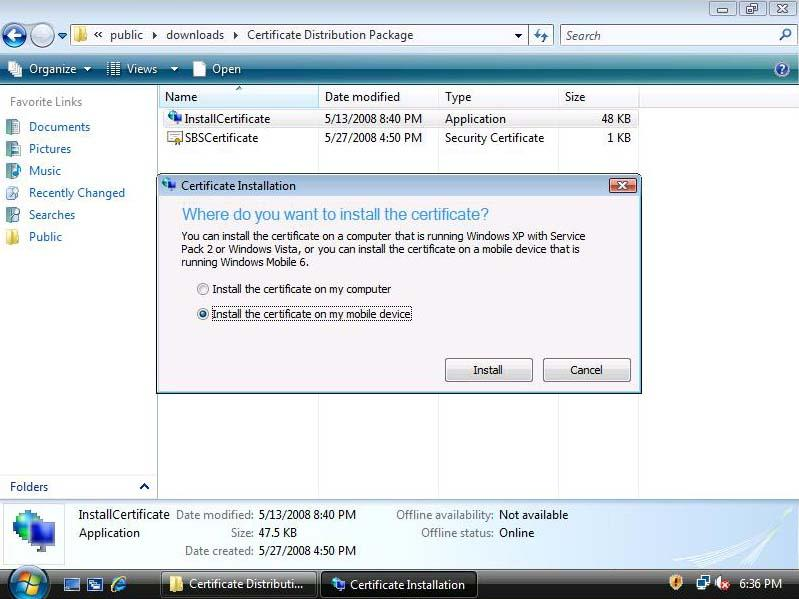 « public › downloads › Certificate Distribution Package
Search
Organize Views Open
Favorite Links
Documents
Pictures
Music
Recently Changed
Searches
Public
Folders
Name Date modified Type Size
InstallCertificate 5/13/2008 8:40 PM Application 48 KB
SBSCertificate 5/27/2008 4:50 PM Security Certificate 1 KB
Certificate Installation
Where do you want to install the certificate?
You can install the certificate on a computer that is running Windows XP with Service
Pack 2 or Windows Vista, or you can install the certificate on a mobile device that is
running Windows Mobile 6.
Install the certificate on my computer
Install the certificate on my mobile device
Install Cancel
InstallCertificate Date modified: 5/13/2008 8:40 PM Offline availability: Not available
Application Size: 47.5 KB Offline status: Online
Date created: 5/27/2008 4:50 PM
Certificate Distributi... Certificate Installation 6:36 PM